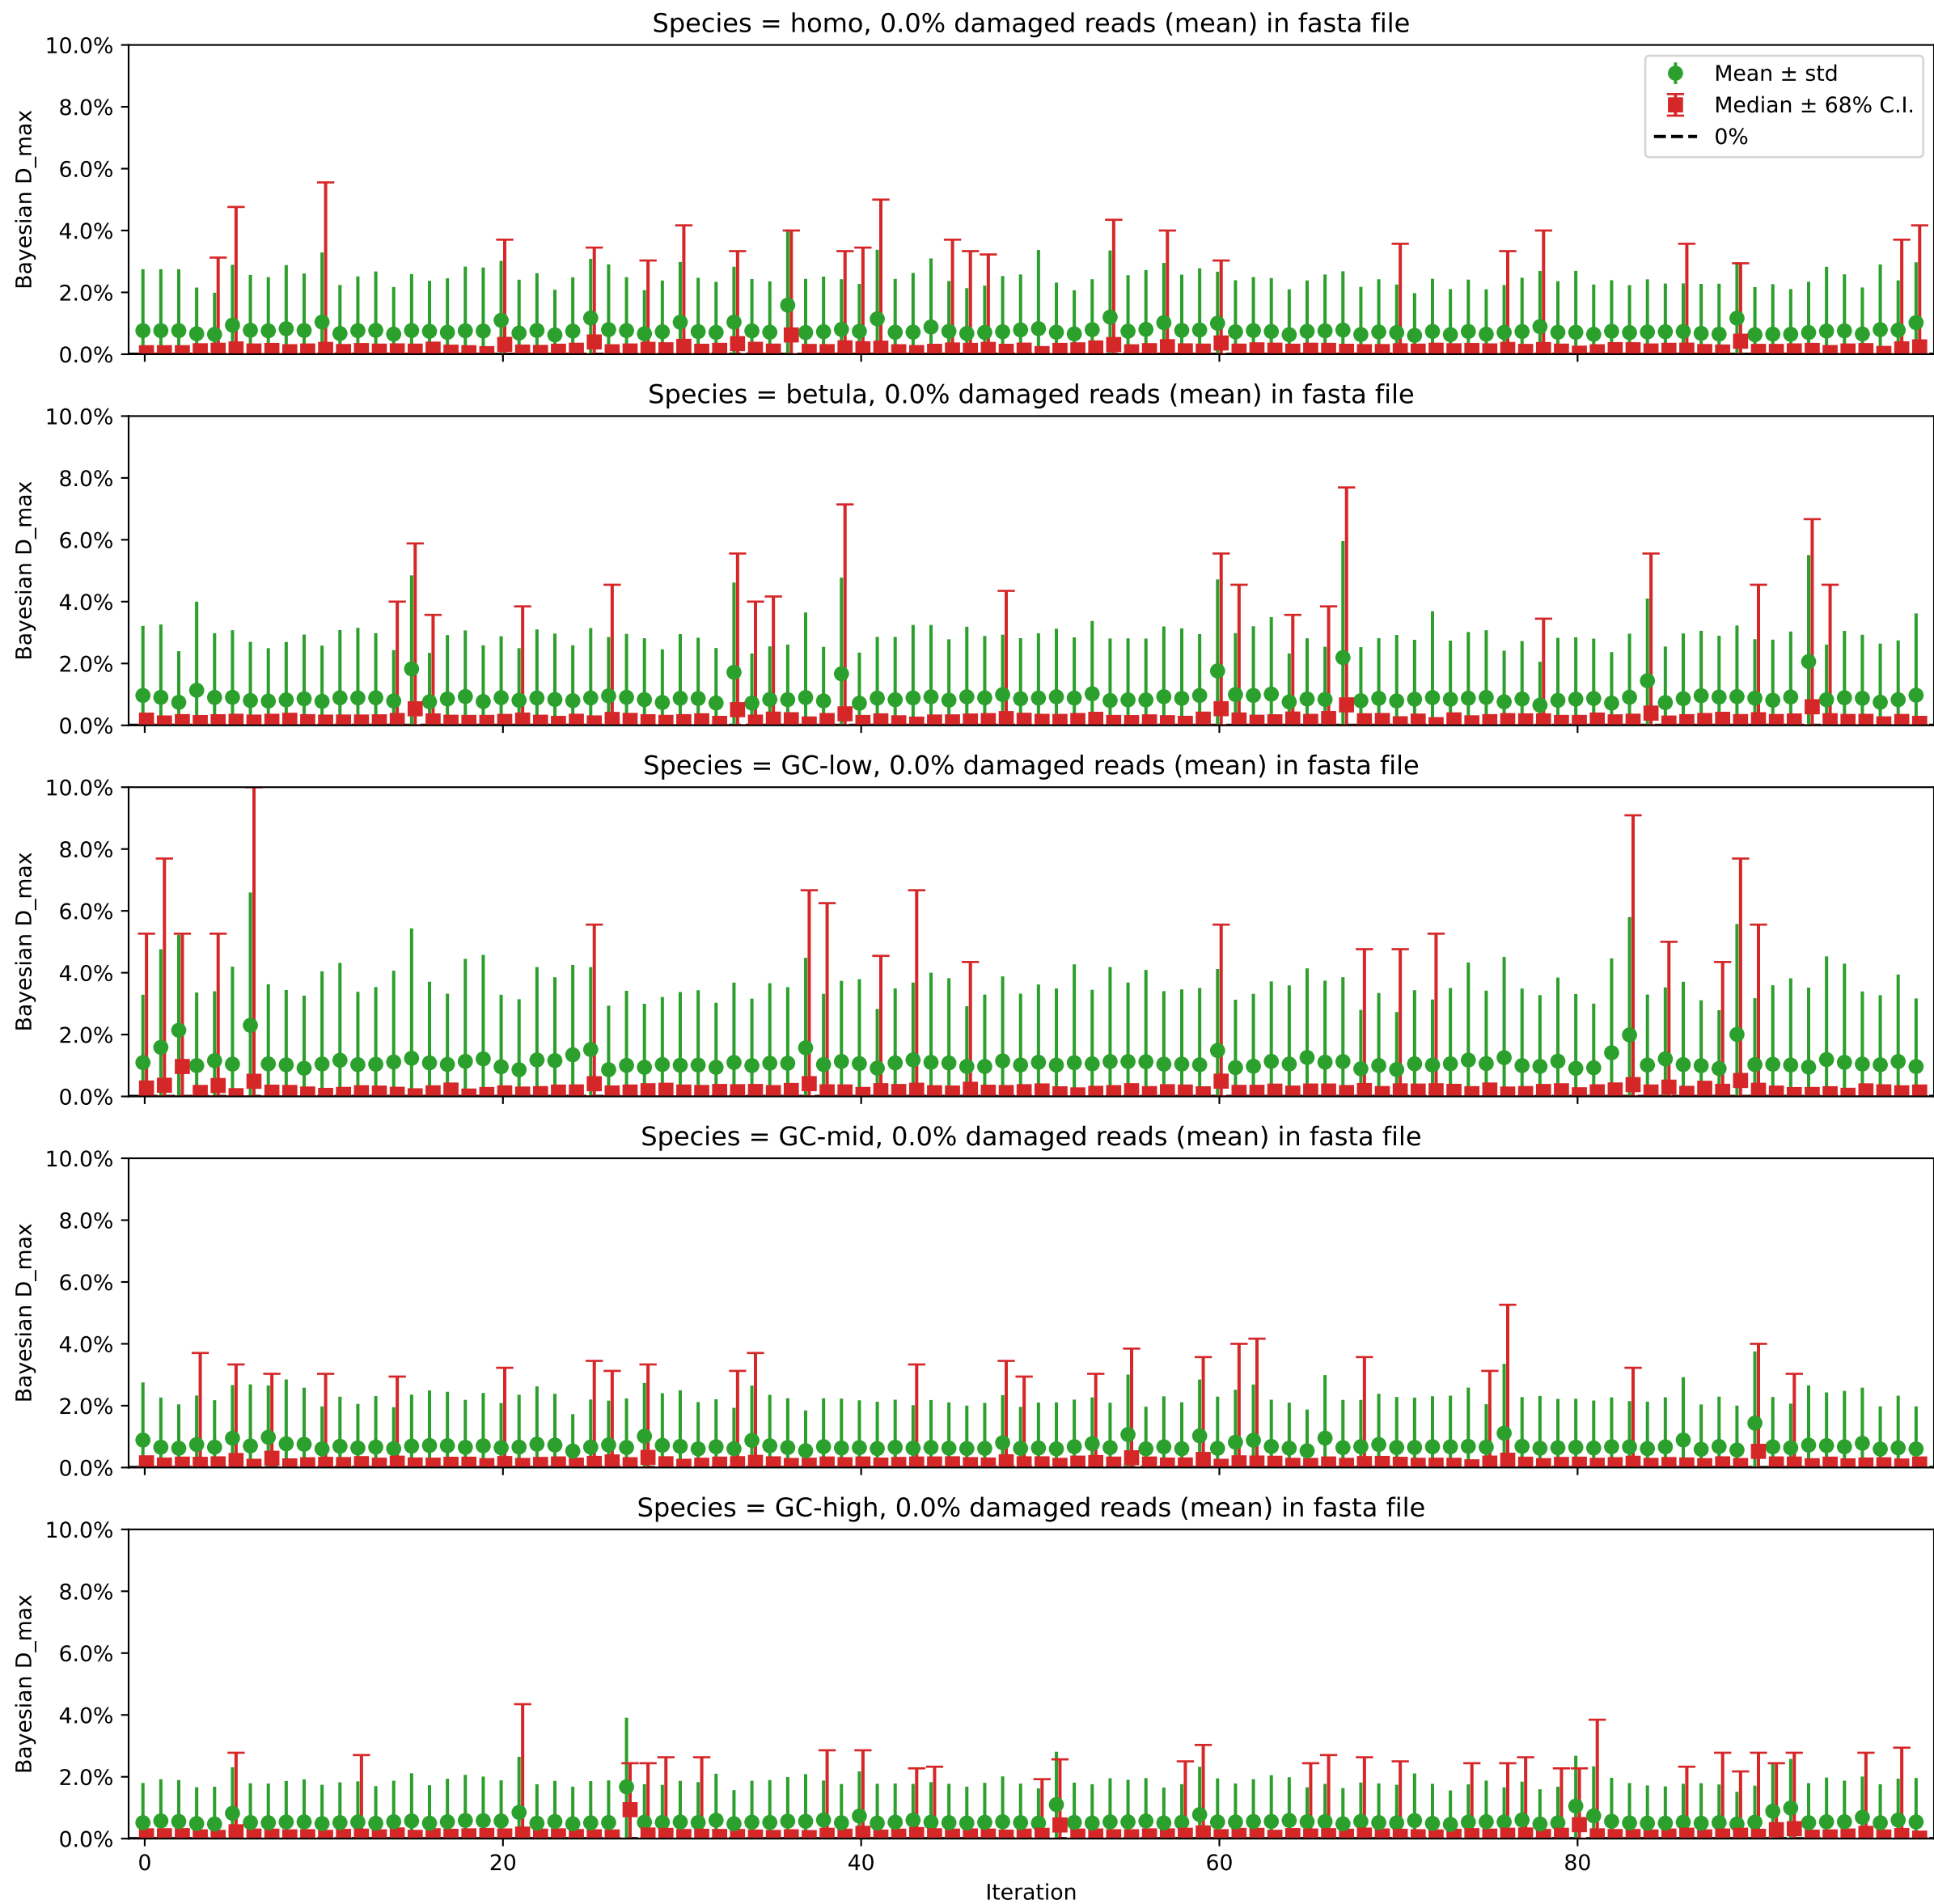 Species = homo, 0.0% damaged reads (mean) in fasta file
10.0%
8.0%
6.0%
4.0%
2.0%
0.0%
Bayesian D_max
Mean ± std
Median ± 68% C.I.
0%
Species = betula, 0.0% damaged reads (mean) in fasta file
10.0%
8.0%
6.0%
4.0%
2.0%
0.0%
Bayesian D_max
Species = GC-low, 0.0% damaged reads (mean) in fasta file
10.0%
8.0%
6.0%
4.0%
2.0%
0.0%
Bayesian D_max
Species = GC-mid, 0.0% damaged reads (mean) in fasta file
10.0%
8.0%
6.0%
4.0%
2.0%
0.0%
Bayesian D_max
Species = GC-high, 0.0% damaged reads (mean) in fasta file
10.0%
8.0%
6.0%
4.0%
2.0%
0.0%
Bayesian D_max
0 20 40 60 80
Iteration